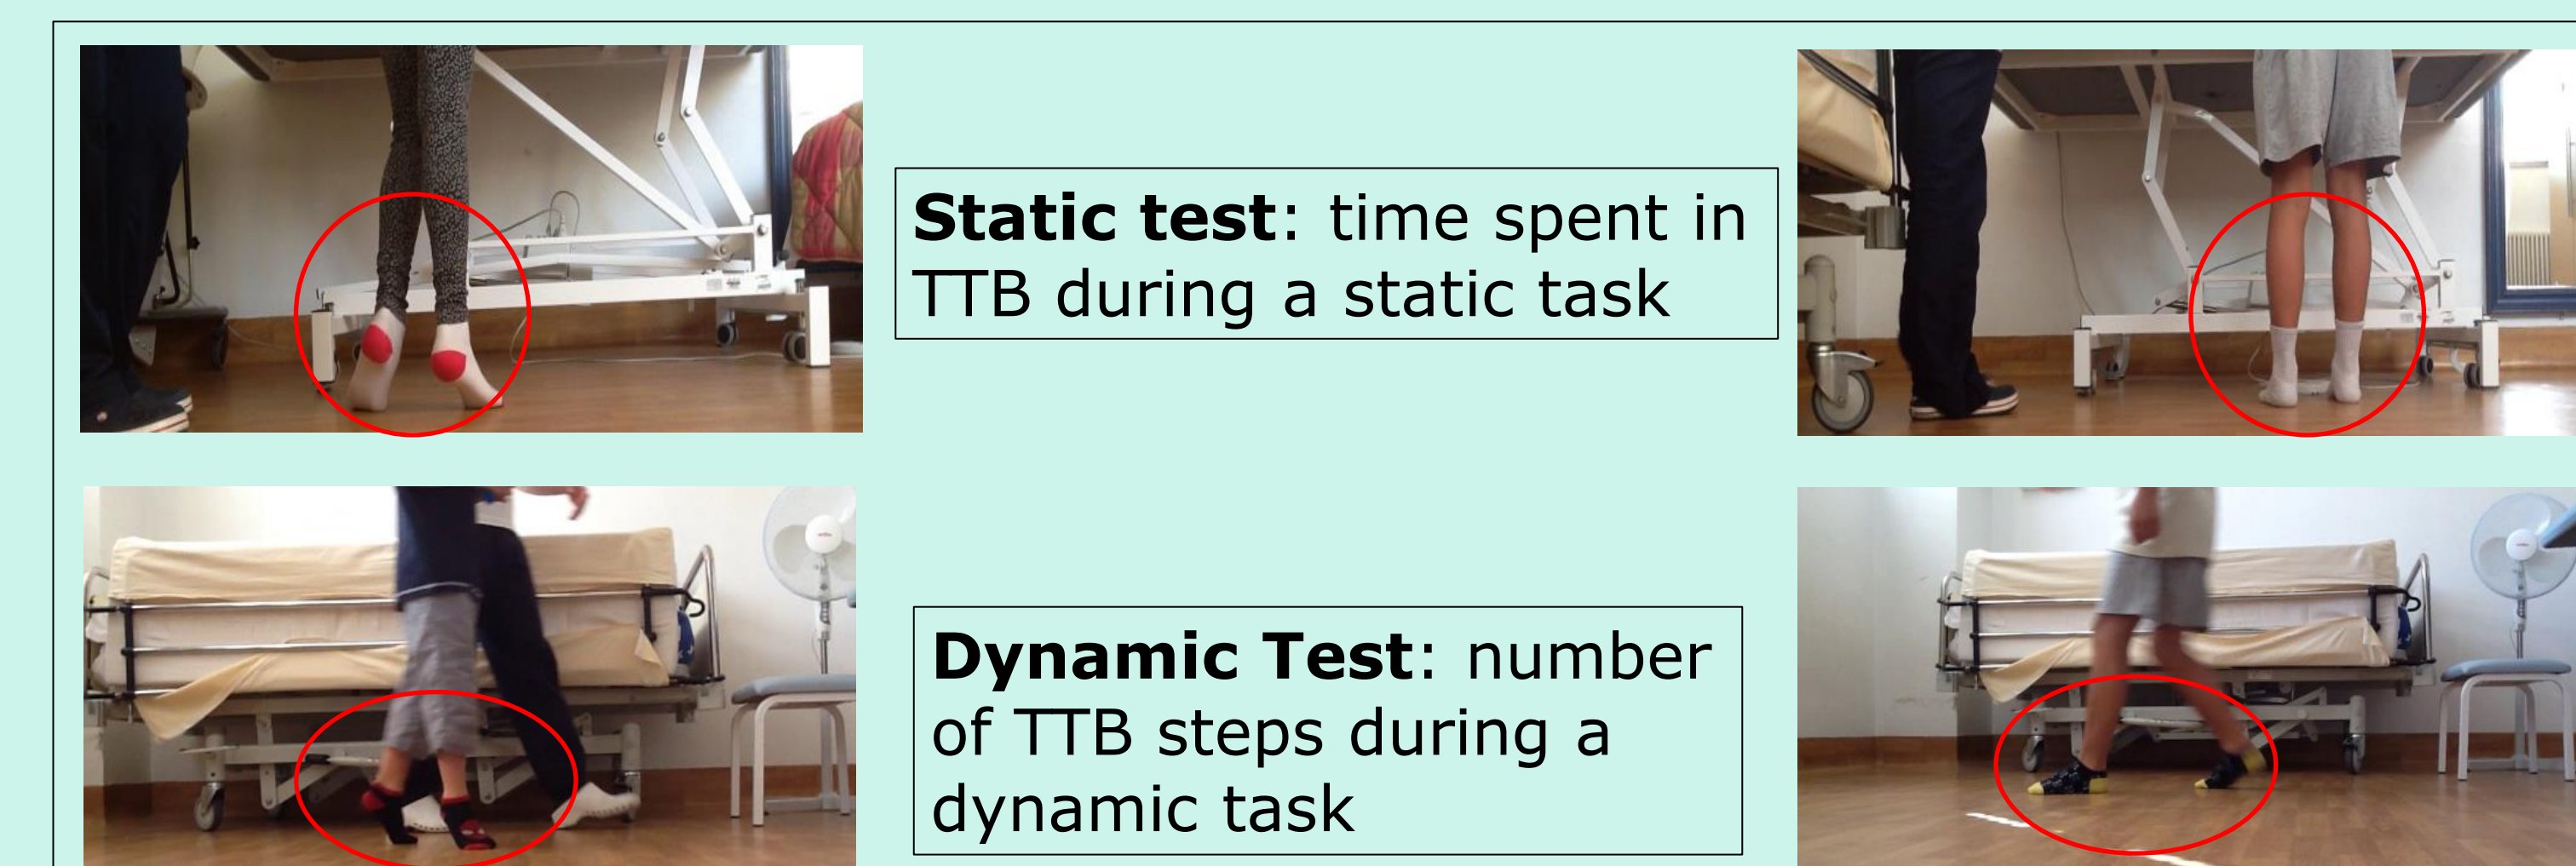 Static test: time spent in
TTB during a static task
Dynamic Test: number
of TTB steps during a
dynamic task